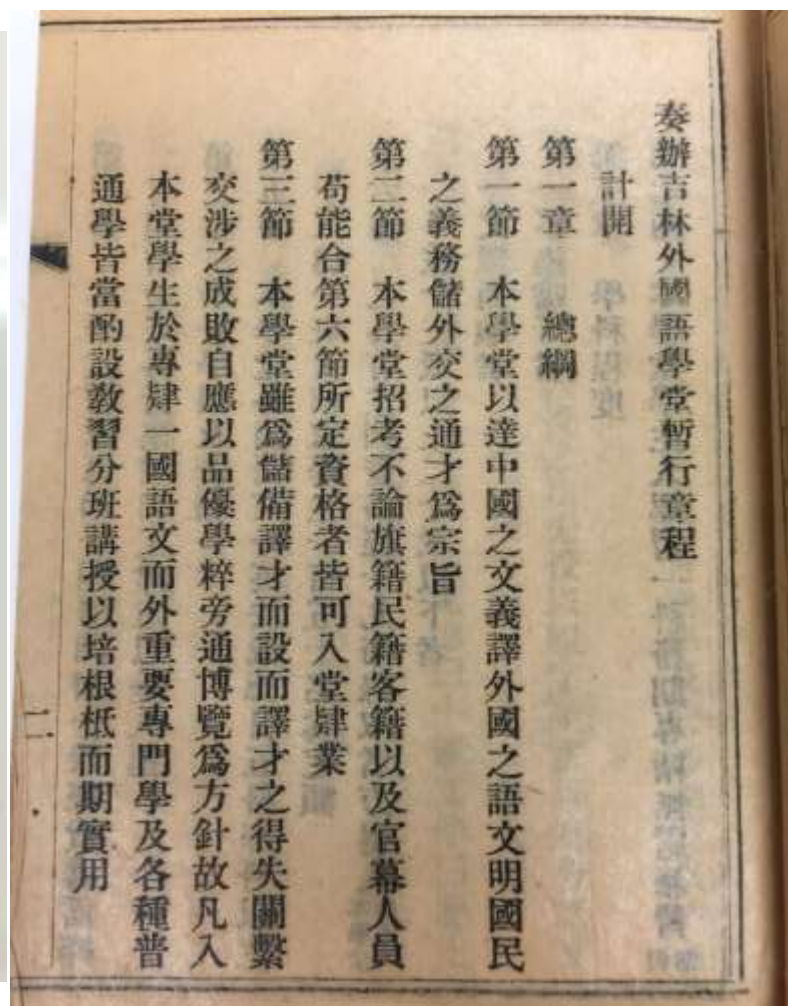 奏辦吉林外國語學堂暫行章程
計開
第一章　總綱
第一節　本學堂以達中國之文義譯外國之語文明國民
之義務儲外交之通才爲宗旨
第二節　本學堂招考不論旗籍民籍客籍以及官幕人員
苟能合第六節所定資格者皆可入堂肄業
第三節　本學堂雖爲儲備譯才而設而譯才之得失關繫
交涉之成敗自應以品優學粹旁通博覽爲方針故凡入
本堂學生於專肄一國語文而外重要專門學及各種普
通學皆當酌設敎習分班講授以培根柢而期實用
二